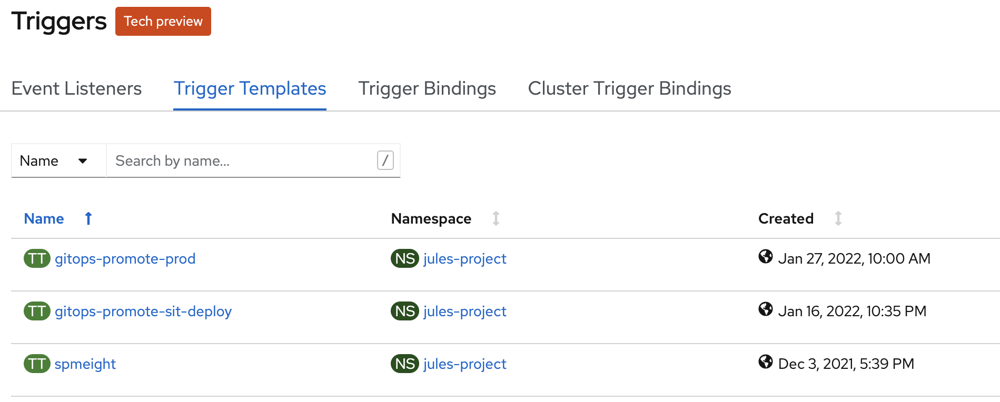 Triggers Tech preview
Event Listeners Trigger Templates Trigger Bindings Cluster Trigger Bindings
Name Search by name... /
Name Namespace Created
TT gitops-promote-prod NS jules-project Jan 27, 2022, 10:00 AM
TT gitops-promote-sit-deploy NS jules-project Jan 16, 2022, 10:35 PM
TT spmeight NS jules-project Dec 3, 2021, 5:39 PM